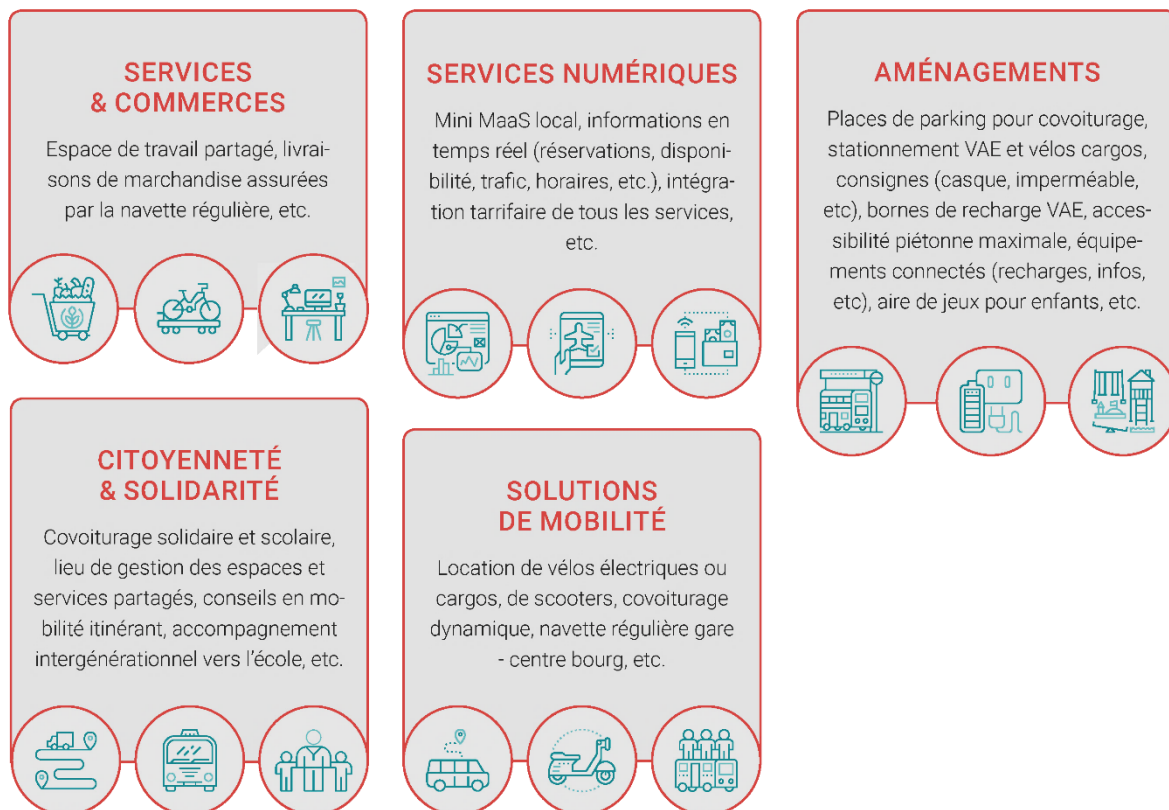 SERVICES
& COMMERCES
Espace de travail partagé, livrai-
sons de marchandise assurées
par la navette régulière, etc.
SERVICES NUMÉRIQUES
Mini MaaS local, informations en
temps réel (réservations, disponi-
bilité, trafic, horaires, etc.), intégra-
tion tarrifaire de tous les services,
etc.
AMÉNAGEMENTS
Places de parking pour covoiturage,
stationnement VAE et vélos cargos,
consignes (casque, imperméable,
etc), bornes de recharge VAE, acces-
sibilité piétonne maximale, équipe-
ments connectés (recharges, infos,
etc), aire de jeux pour enfants, etc.
CITOYENNETÉ
& SOLIDARITÉ
Covoiturage solidaire et scolaire,
lieu de gestion des espaces et
services partagés, conseils en mo-
bilité itinérant, accompagnement
intergénérationnel vers l'école, etc.
SOLUTIONS
DE MOBILITÉ
Location de vélos électriques ou
cargos, de scooters, covoiturage
dynamique, navette régulière gare
- centre bourg, etc.